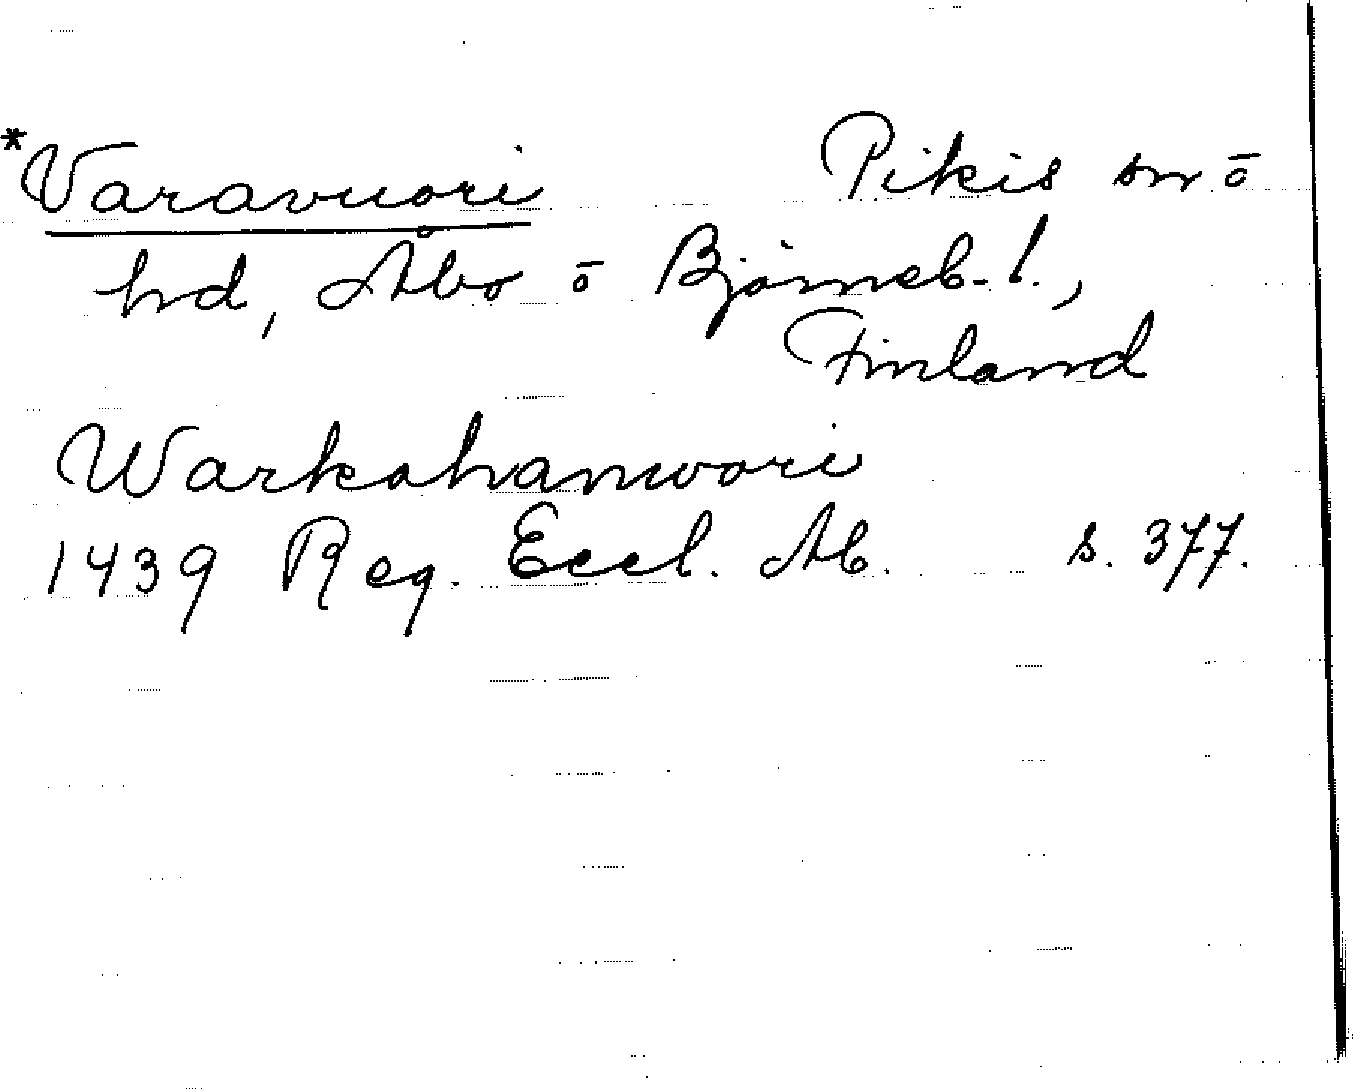 *Varavuori Pikis sn ō
hd, Åbo ō Björneb. l.,
Finland
Warkahanwori
1439 Reg. Eccl. Ab. s. 377.